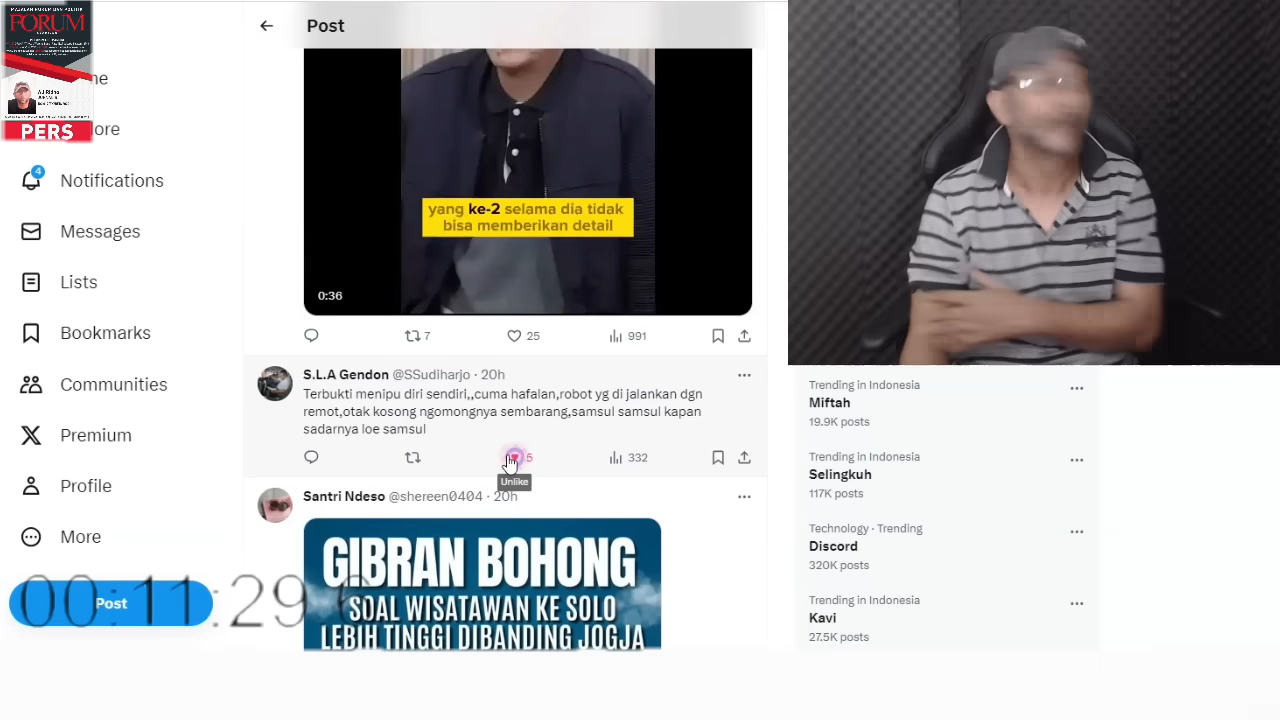 MAJALAH HUKUM DAN POLITIK
FORUM
PERS
Notifications
4
Messages
Lists
Bookmarks
Communities
Premium
Profile
More
Post
00:11:29
Post
yang ke-2 selama dia tidak
bisa memberikan detail
0:36
7
25
991
S.L.A Gendon @SSudiharjo · 20h
Terbukti menipu diri sendiri,,cuma hafalan,robot yg di jalankan dgn
remot,otak kosong ngomongnya sembarang,samsul samsul kapan
sadarnya loe samsul
5
332
Unlike
Santri Ndeso @shereen0404 · 20h
GIBRAN BOHONG
SOAL WISATAWAN KE SOLO
LEBIH TINGGI DIBANDING JOGJA
Trending in Indonesia
Miftah
19.9K posts
Trending in Indonesia
Selingkuh
117K posts
Technology · Trending
Discord
320K posts
Trending in Indonesia
Kavi
27.5K posts